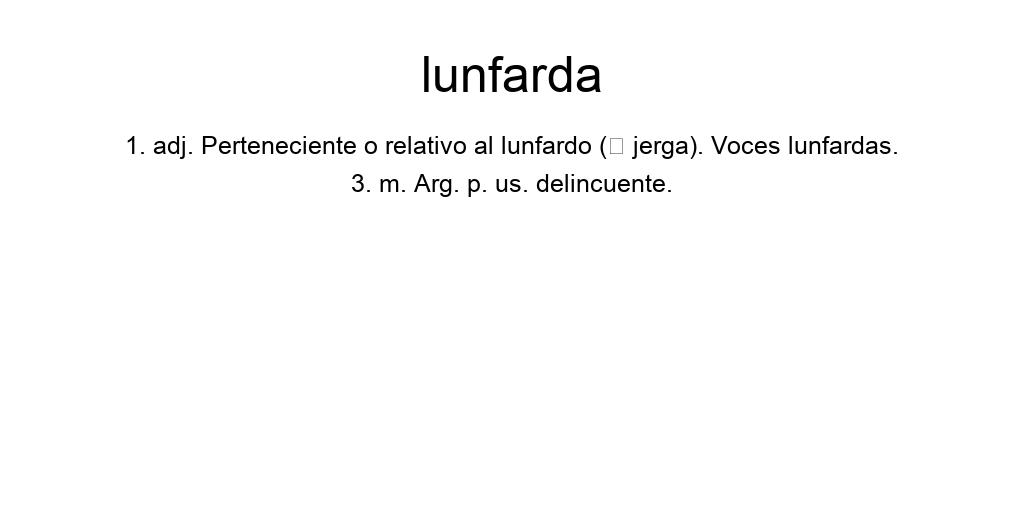 lunfarda
1. adj. Perteneciente o relativo al lunfardo (□ jerga). Voces lunfardas.
3. m. Arg. p. us. delincuente.